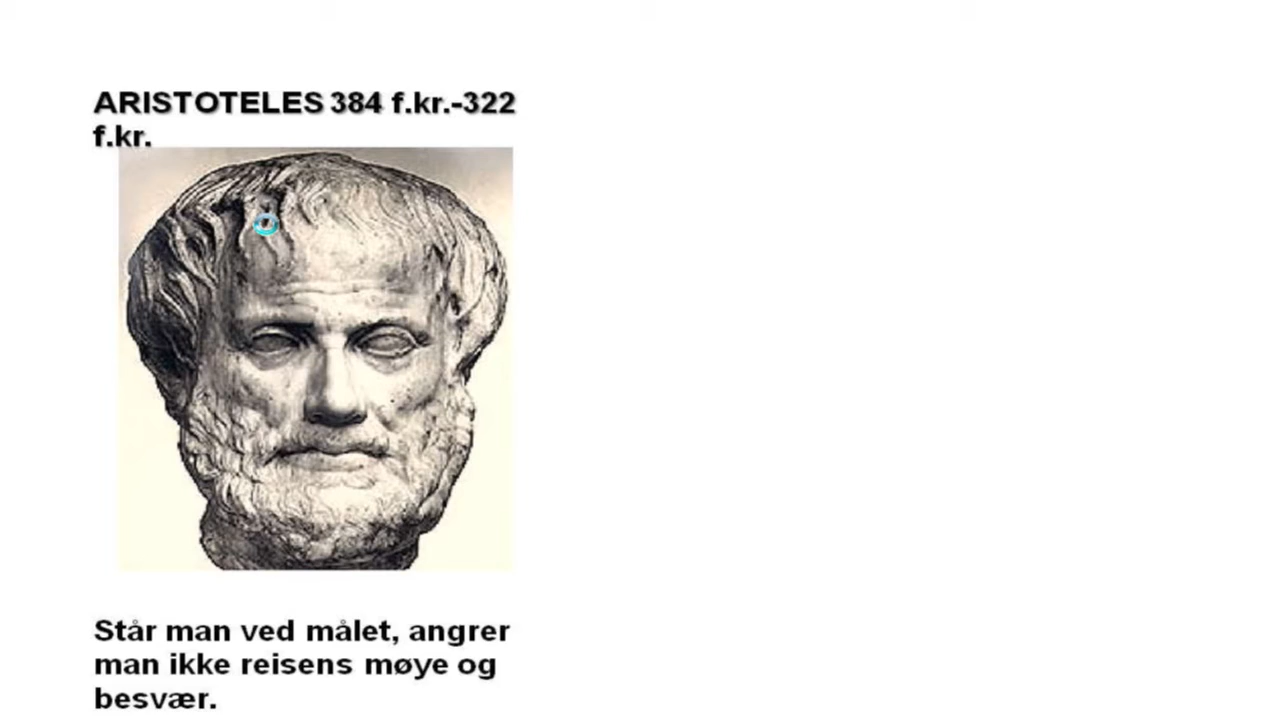 ARISTOTELES 384 f.kr.-322
f.kr.
Står man ved målet, angrer
man ikke reisens møye og
besvær.